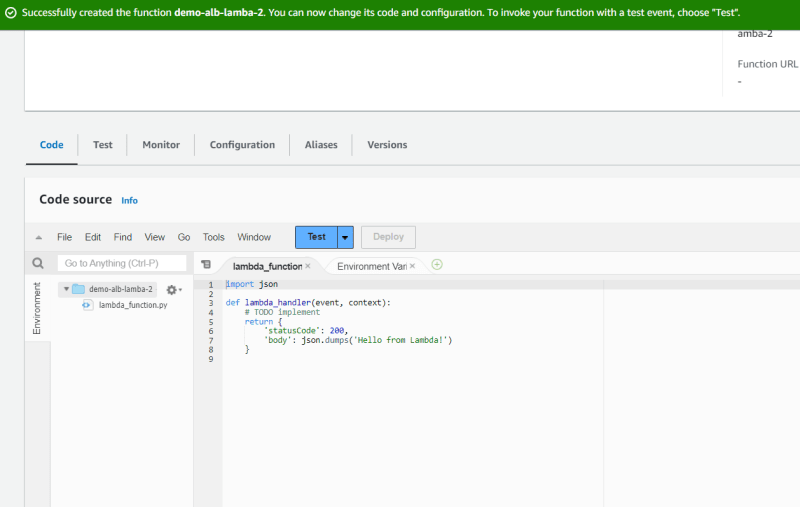 Successfully created the function demo-alb-lamba-2. You can now change its code and configuration. To invoke your function with a test event, choose "Test".
amba-2
Function URL
-
Code Test Monitor Configuration Aliases Versions
Code source Info
File Edit Find View Go Tools Window Test Deploy
Go to Anything (Ctrl-P) lambda_function Environment Vari
Environment
demo-alb-lamba-2
lambda_function.py
1 import json
2
3 def lambda_handler(event, context):
4 # TODO implement
5 return {
6 'statusCode': 200,
7 'body': json.dumps('Hello from Lambda!')
8 }
9